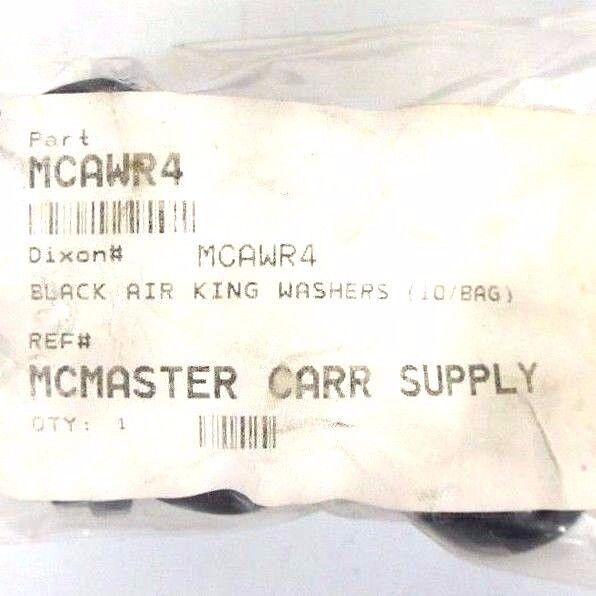 Part
MCAWR4
Dixon# MCAWR4
BLACK AIR KING WASHERS (10/BAG)
REF#
MCMASTER CARR SUPPLY
QTY: 1